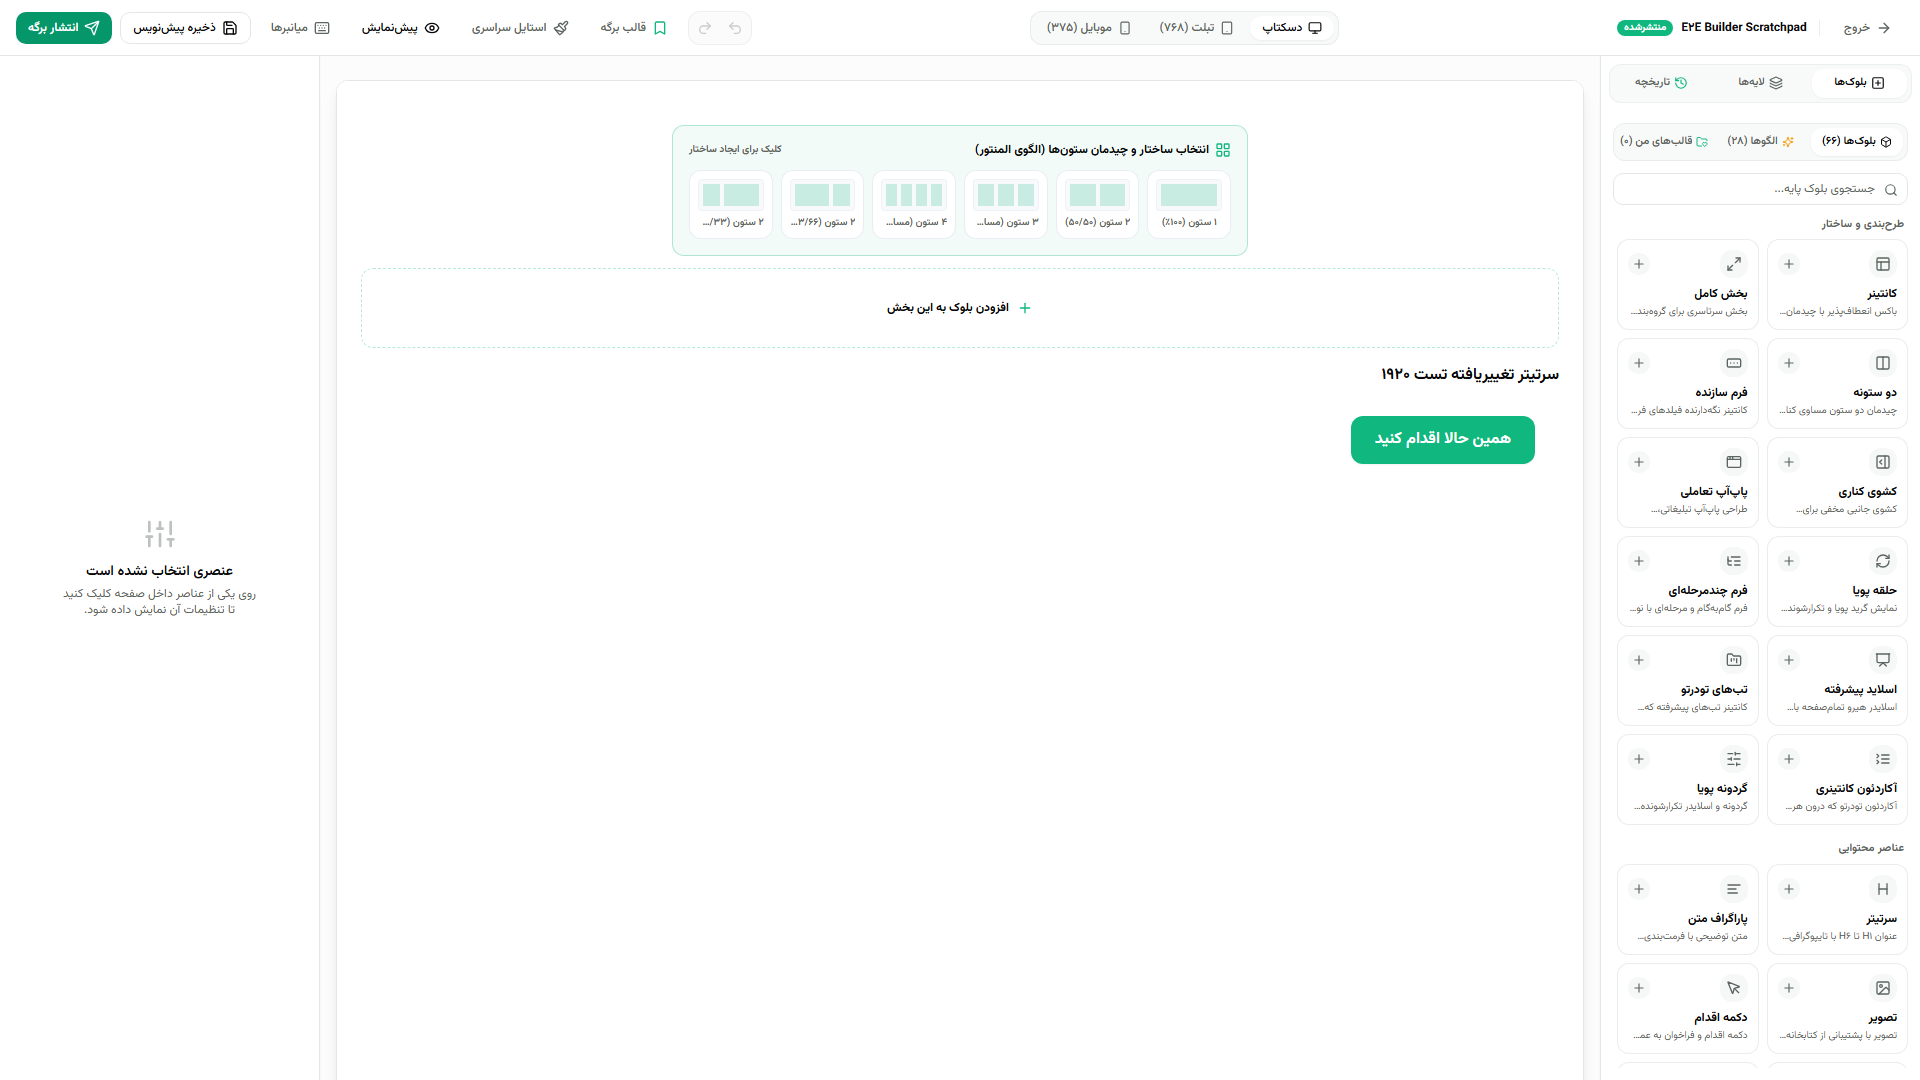 خروج
E۲E Builder Scratchpad
منتشرشده
دسکتاپ
تبلت (۷۶۸)
موبایل (۳۷۵)
قالب برگه
استایل سراسری
پیش‌نمایش
میانبرها
ذخیره پیش‌نویس
انتشار برگه
بلوک‌ها
لایه‌ها
تاریخچه
بلوک‌ها (۶۶)
الگوها (۲۸)
قالب‌های من (۰)
جستجوی بلوک پایه...
طرح‌بندی و ساختار
کانتینر
باکس انعطاف‌پذیر با چیدمان...
بخش کامل
بخش سرتاسری برای گروه‌بند...
دو ستونه
چیدمان دو ستون مساوی کنا...
فرم سازنده
کانتینر نگه‌دارنده فیلدهای فر...
کشوی کناری
کشوی جانبی مخفی برای...
پاپ‌آپ تعاملی
طراحی پاپ‌آپ تبلیغاتی،...
حلقه پویا
نمایش گرید پویا و تکرارشوند...
فرم چندمرحله‌ای
فرم گام‌به‌گام و مرحله‌ای با نو...
اسلاید پیشرفته
اسلایدر هیرو تمام‌صفحه با...
تب‌های تودرتو
کانتینر تب‌های پیشرفته که...
آکاردئون کانتینری
آکاردئون تودرتو که درون هر...
گردونه پویا
گردونه و اسلایدر تکرارشونده...
عناصر محتوایی
سرتیتر
عنوان H۱ تا H۶ با تایپوگرافی...
پاراگراف متن
متن توضیحی با فرمت‌بندی...
تصویر
تصویر با پشتیبانی از کتابخانه...
دکمه اقدام
دکمه اقدام و فراخوان به عمـ...
انتخاب ساختار و چیدمان ستون‌ها (الگوی المنتور)
کلیک برای ایجاد ساختار
۱ ستون (۱۰۰٪)
۲ ستون (۵۰/۵۰)
۳ ستون (مسا...
۴ ستون (مسا...
۲ ستون (۳/۶۶...
۲ ستون (۳۳/...
افزودن بلوک به این بخش
سرتیتر تغییریافته تست ۱۹۲۰
همین حالا اقدام کنید
عنصری انتخاب نشده است
روی یکی از عناصر داخل صفحه کلیک کنید
تا تنظیمات آن نمایش داده شود.